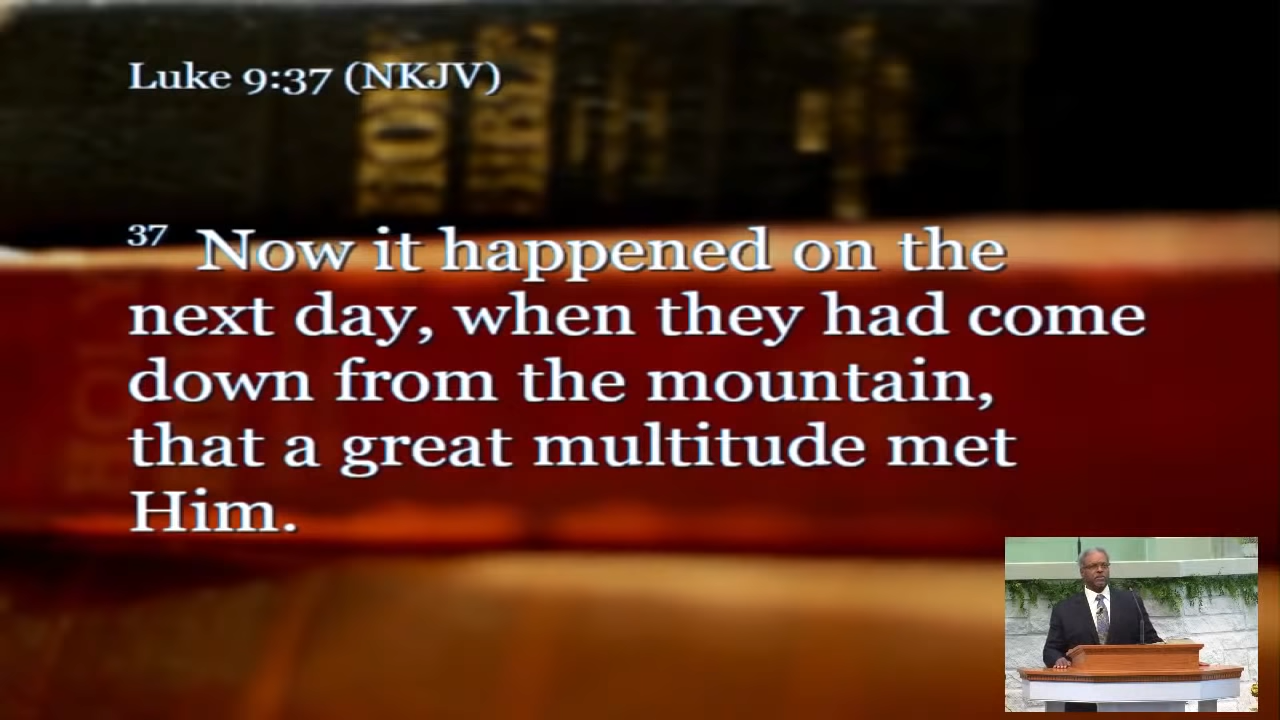 Luke 9:37 (NKJV)
37 Now it happened on the
next day, when they had come
down from the mountain,
that a great multitude met
Him.